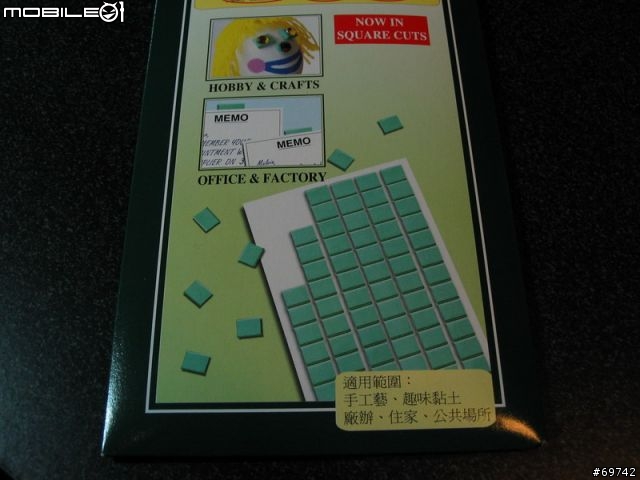 MOBILE01
NOW IN
SQUARE CUTS
HOBBY & CRAFTS
MEMO
MEMO
OFFICE & FACTORY
適用範圍：
手工藝、趣味黏土
廠辦、住家、公共場所
#69742